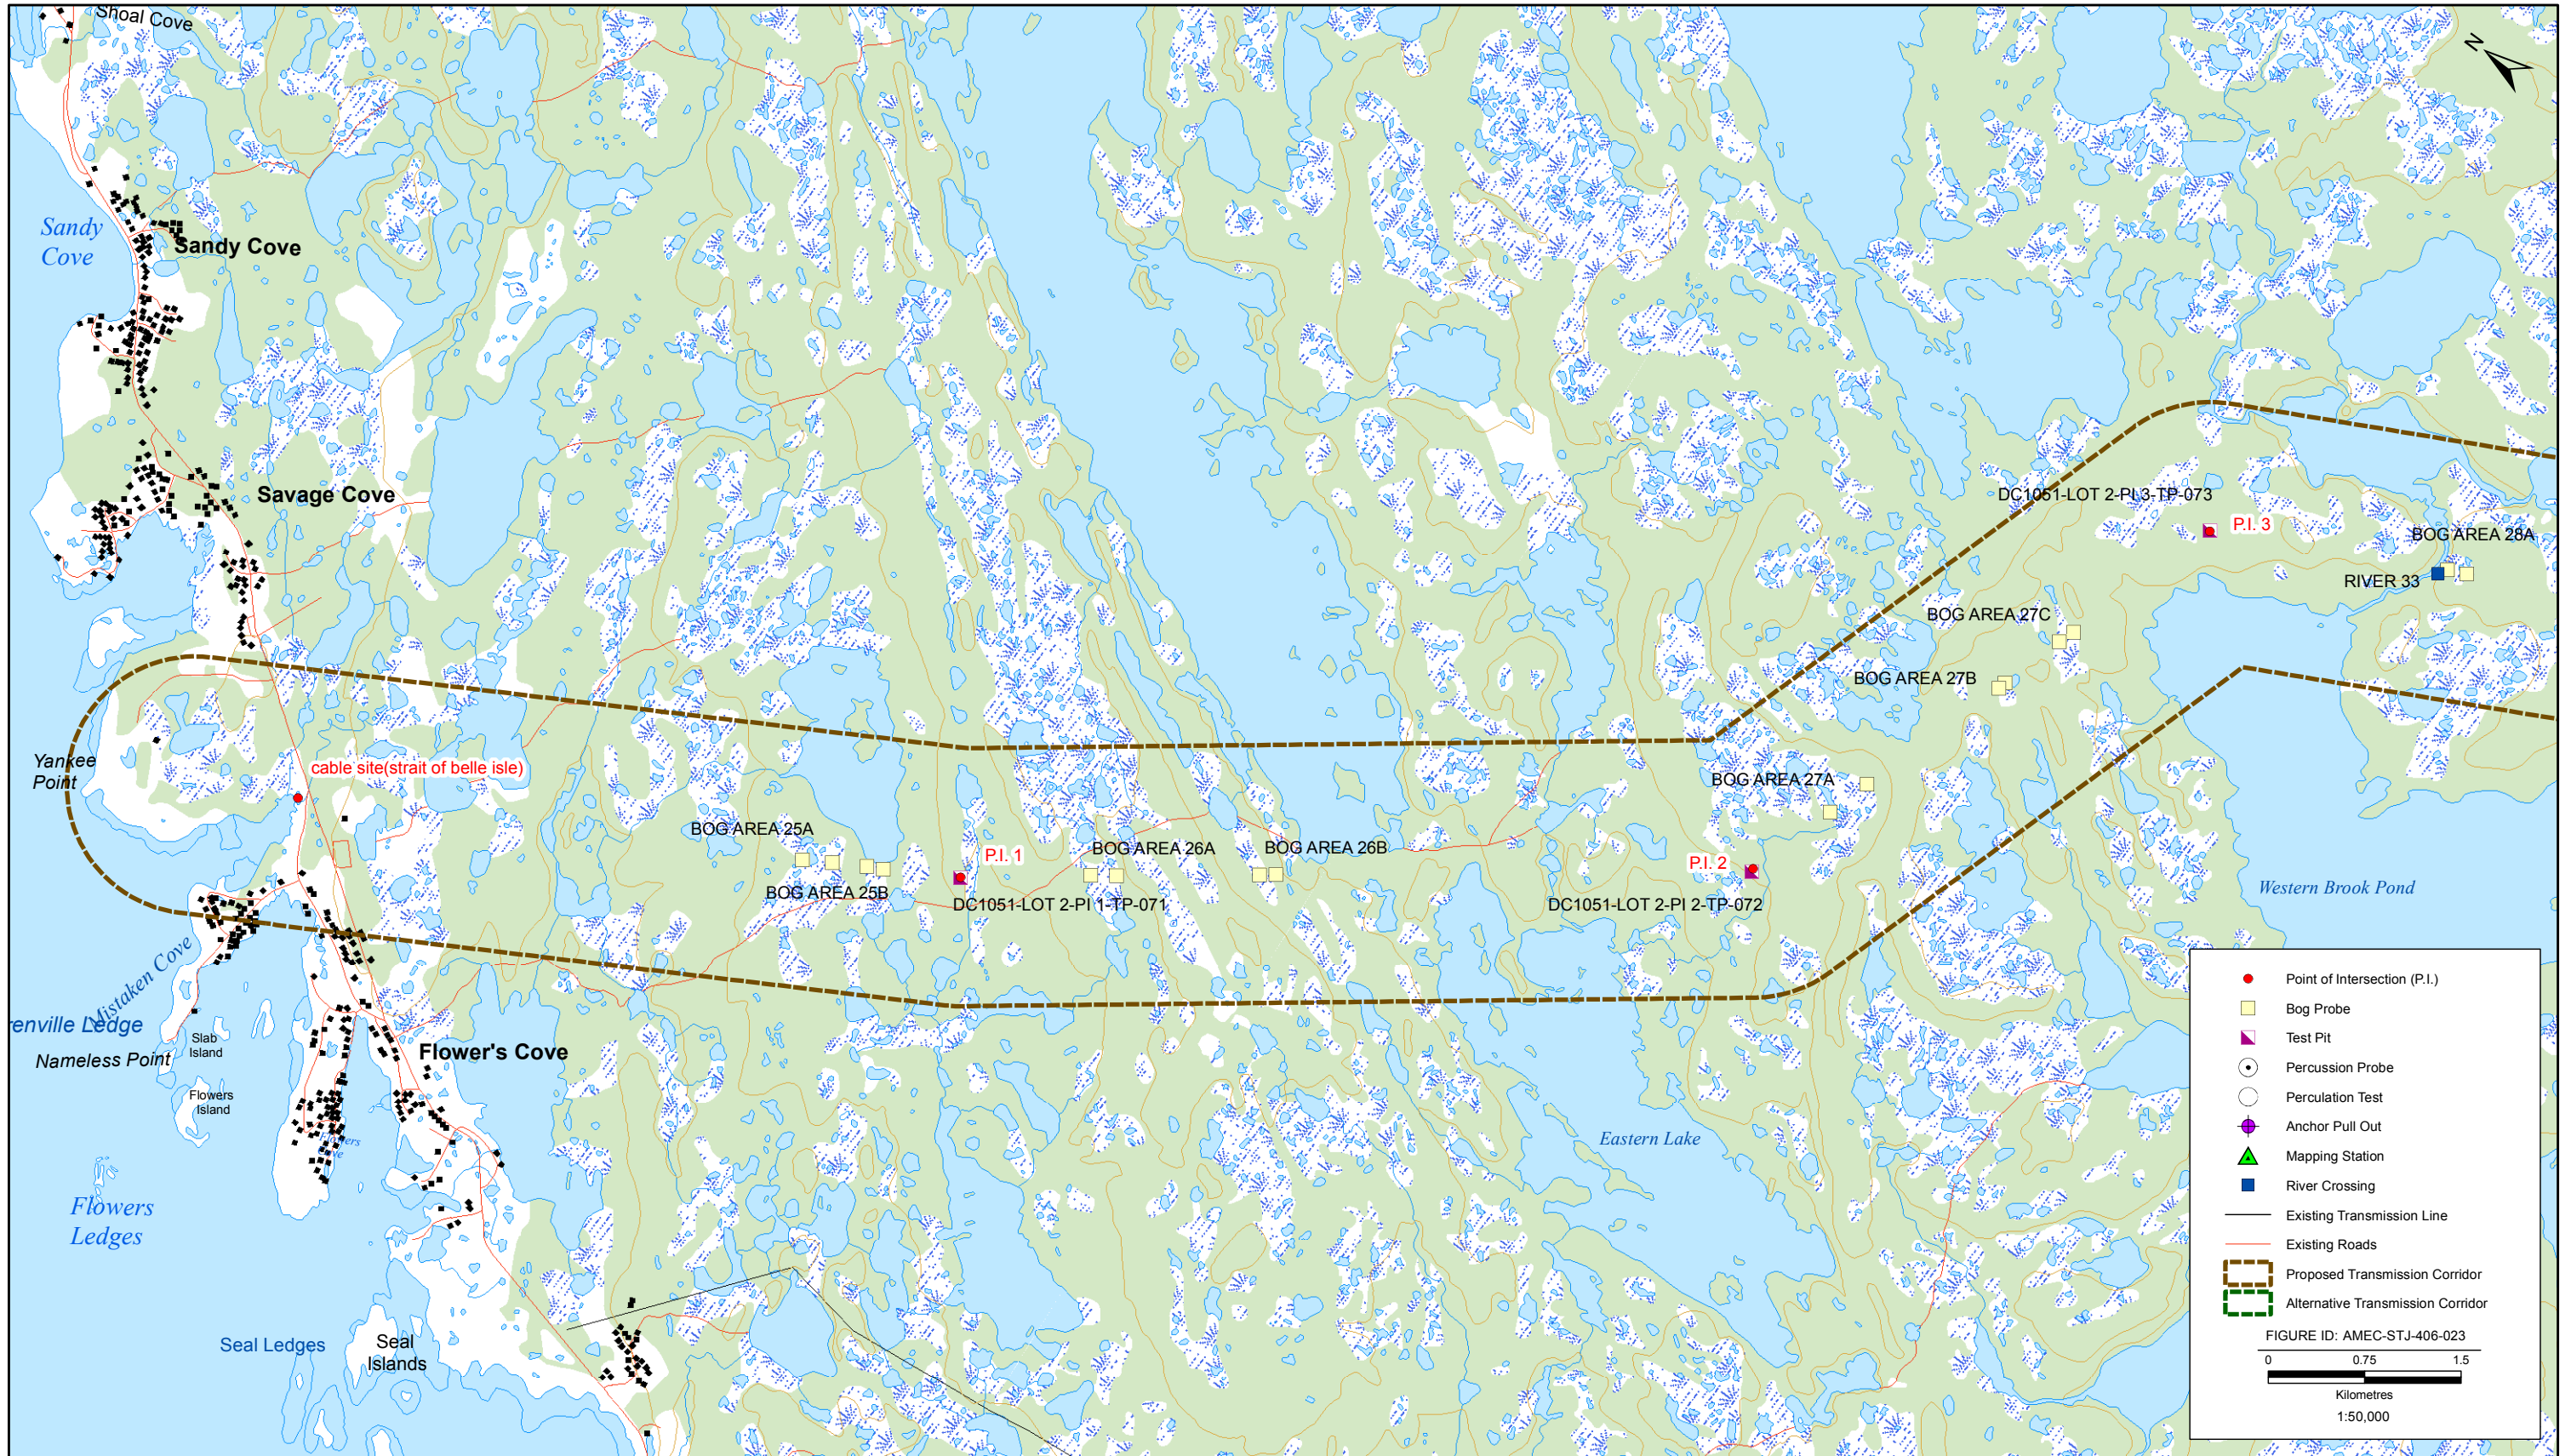 Shoal Cove
N
Sandy
Cove
Sandy Cove
Savage Cove
DC1051-LOT 2-PI 3-TP-073
P.I. 3
BOG AREA 28A
RIVER 33
BOG AREA 27C
BOG AREA 27B
Yankee
Point
cable site(strait of belle isle)
BOG AREA 27A
BOG AREA 25A
P.I. 1
BOG AREA 26A
BOG AREA 26B
P.I. 2
BOG AREA 25B
DC1051-LOT 2-PI 1-TP-071
DC1051-LOT 2-PI 2-TP-072
Western Brook Pond
Mistaken Cove
renville Ledge
Nameless Point
Slab
Island
Flower's Cove
Flowers
Island
Flowers
Eastern Lake
Flowers
Ledges
Seal Ledges
Seal
Islands
Point of Intersection (P.I.)
Bog Probe
Test Pit
Percussion Probe
Perculation Test
Anchor Pull Out
Mapping Station
River Crossing
Existing Transmission Line
Existing Roads
Proposed Transmission Corridor
Alternative Transmission Corridor
FIGURE ID: AMEC-STJ-406-023
0 0.75 1.5
Kilometres
1:50,000